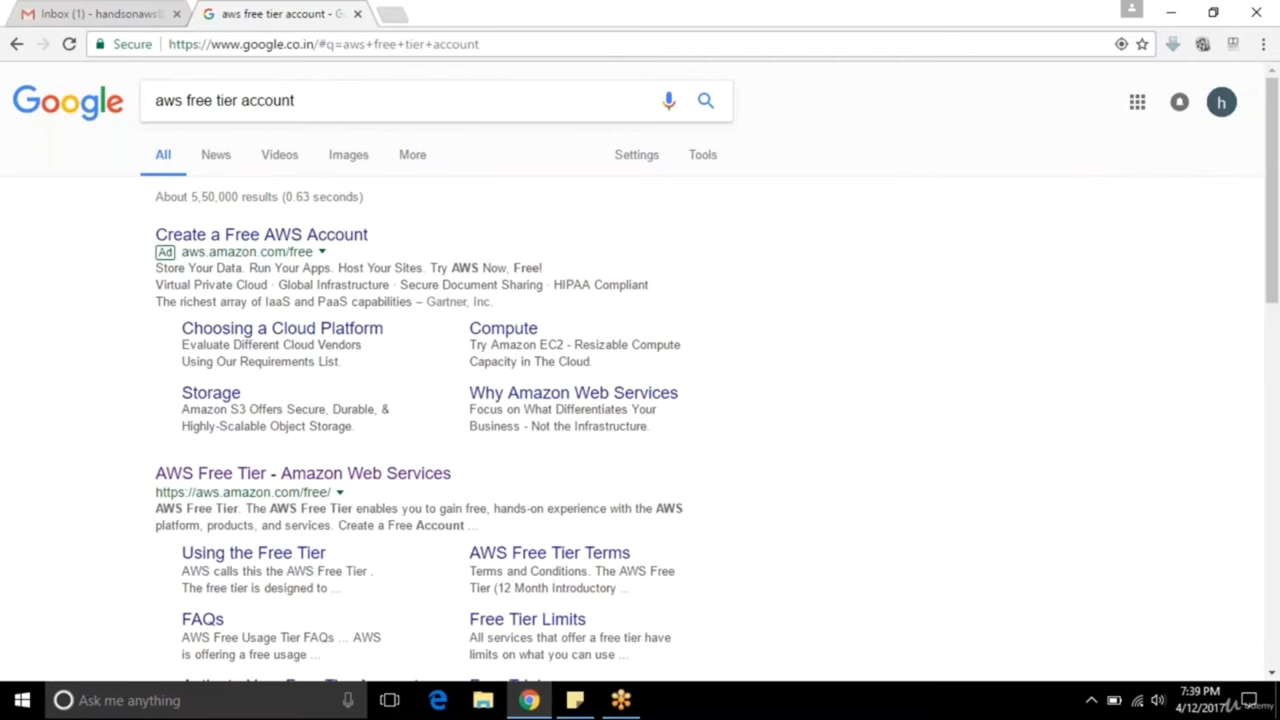 Inbox (1) - handsonaws@
aws free tier account - G
Secure
https://www.google.co.in/#q=aws+free+tier+account
Google
aws free tier account
h
All
News
Videos
Images
More
Settings
Tools
About 5,50,000 results (0.63 seconds)
Create a Free AWS Account
Ad aws.amazon.com/free
Store Your Data. Run Your Apps. Host Your Sites. Try AWS Now, Free!
Virtual Private Cloud · Global Infrastructure · Secure Document Sharing · HIPAA Compliant
The richest array of IaaS and PaaS capabilities – Gartner, Inc.
Choosing a Cloud Platform
Evaluate Different Cloud Vendors
Using Our Requirements List.
Compute
Try Amazon EC2 - Resizable Compute
Capacity in The Cloud.
Storage
Amazon S3 Offers Secure, Durable, &
Highly-Scalable Object Storage.
Why Amazon Web Services
Focus on What Differentiates Your
Business - Not the Infrastructure.
AWS Free Tier - Amazon Web Services
https://aws.amazon.com/free/
AWS Free Tier. The AWS Free Tier enables you to gain free, hands-on experience with the AWS
platform, products, and services. Create a Free Account ...
Using the Free Tier
AWS calls this the AWS Free Tier .
The free tier is designed to ...
AWS Free Tier Terms
Terms and Conditions. The AWS Free
Tier (12 Month Introductory ...
FAQs
AWS Free Usage Tier FAQs ... AWS
is offering a free usage ...
Free Tier Limits
All services that offer a free tier have
limits on what you can use ...
Ask me anything
7:39 PM
4/12/2017
Udemy